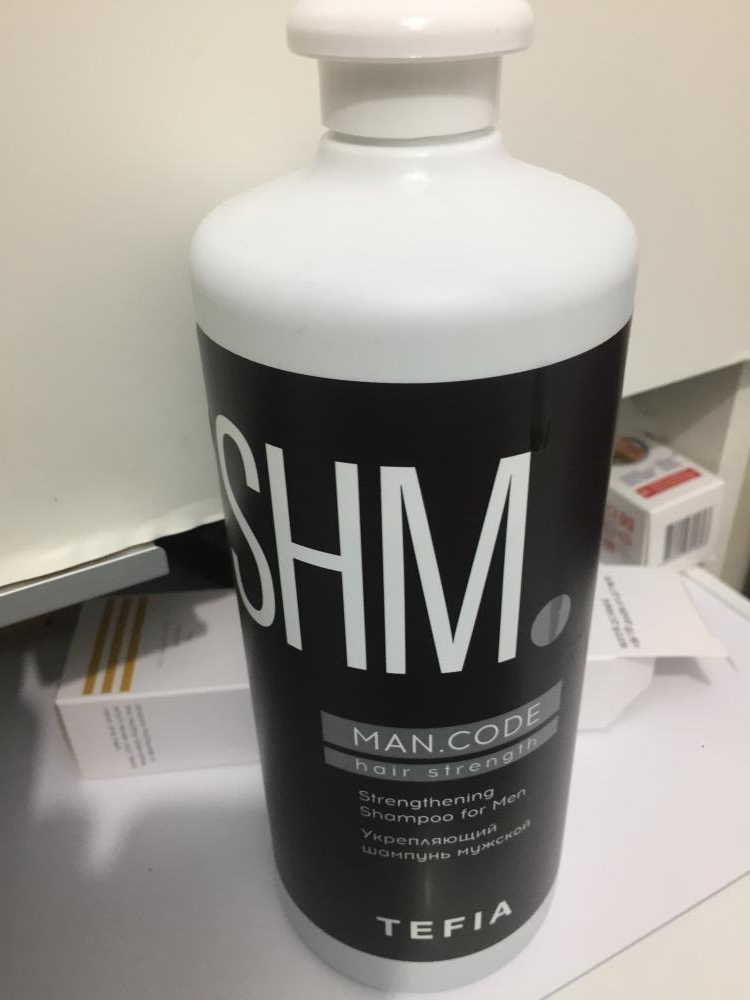 SHM.
MAN.CODE
hair strength
Strengthening
Shampoo for Men
Укрепляющий
шампунь мужской
TEFIA